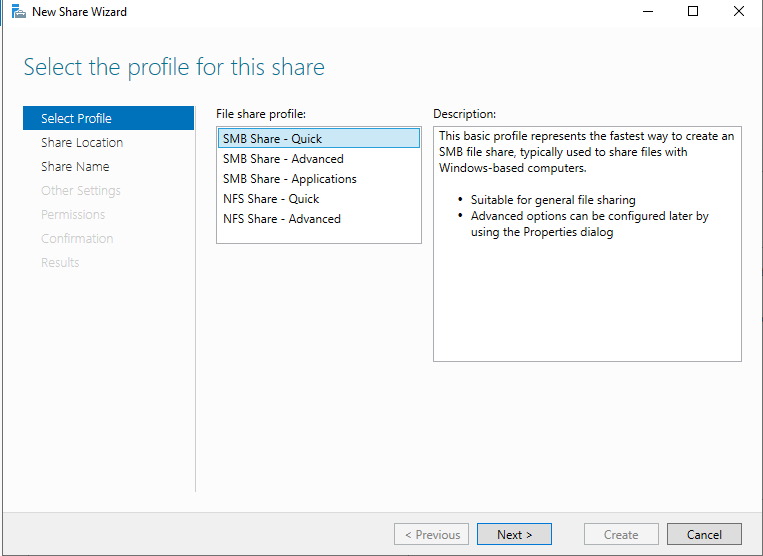 New Share Wizard
Select the profile for this share
Select Profile
Share Location
Share Name
Other Settings
Permissions
Confirmation
Results
File share profile:
SMB Share - Quick
SMB Share - Advanced
SMB Share - Applications
NFS Share - Quick
NFS Share - Advanced
Description:
This basic profile represents the fastest way to create an
SMB file share, typically used to share files with
Windows-based computers.
• Suitable for general file sharing
• Advanced options can be configured later by
using the Properties dialog
< Previous
Next >
Create
Cancel